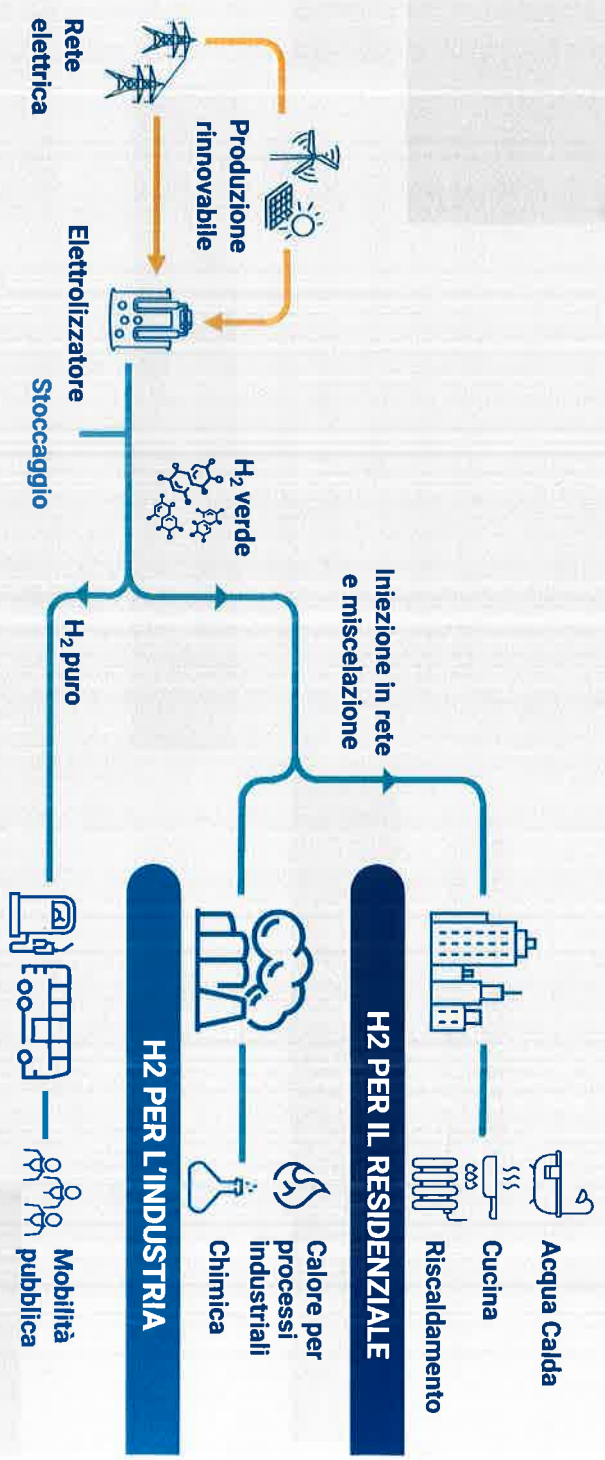 Rete
elettrica
Produzione
rinnovabile
Elettrolizzatore
Stoccaggio
H₂ verde
H₂ puro
Iniezione in rete
e miscelazione
Acqua Calda
Cucina
Riscaldamento
H2 PER IL RESIDENZIALE
Calore per
processi
industriali
Chimica
H2 PER L'INDUSTRIA
Mobilità
pubblica